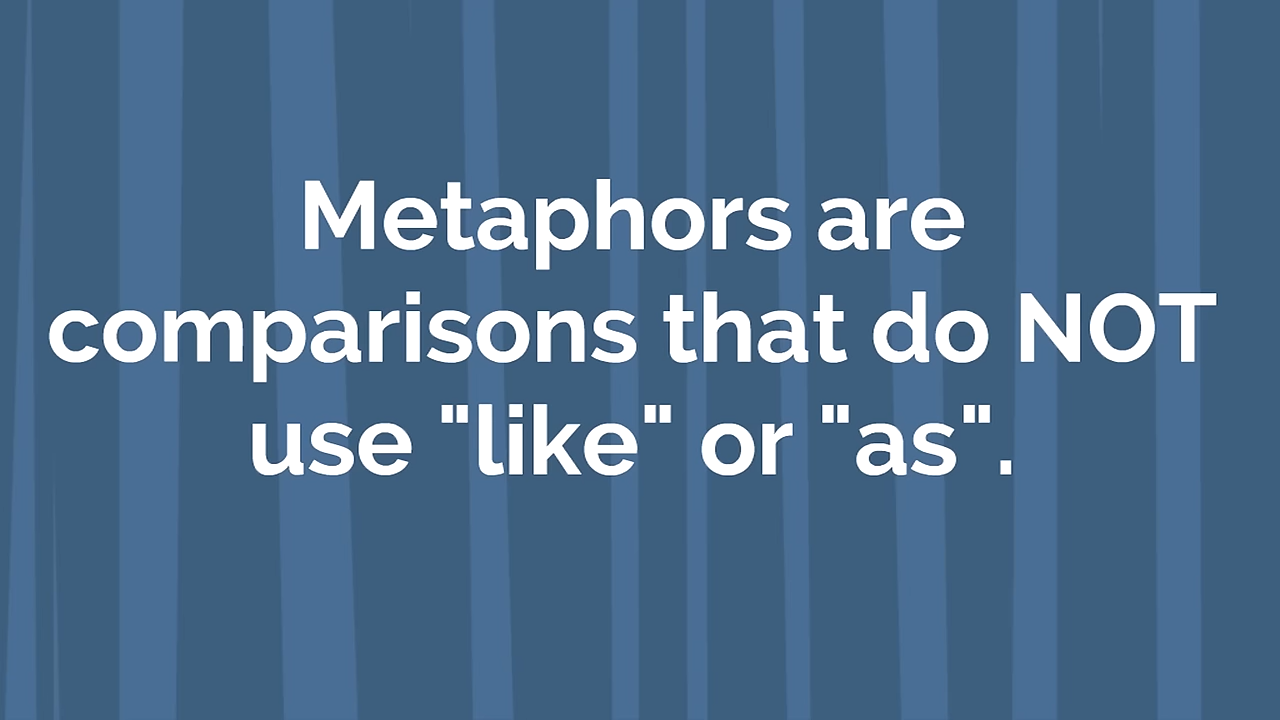 Metaphors are
comparisons that do NOT
use "like" or "as".